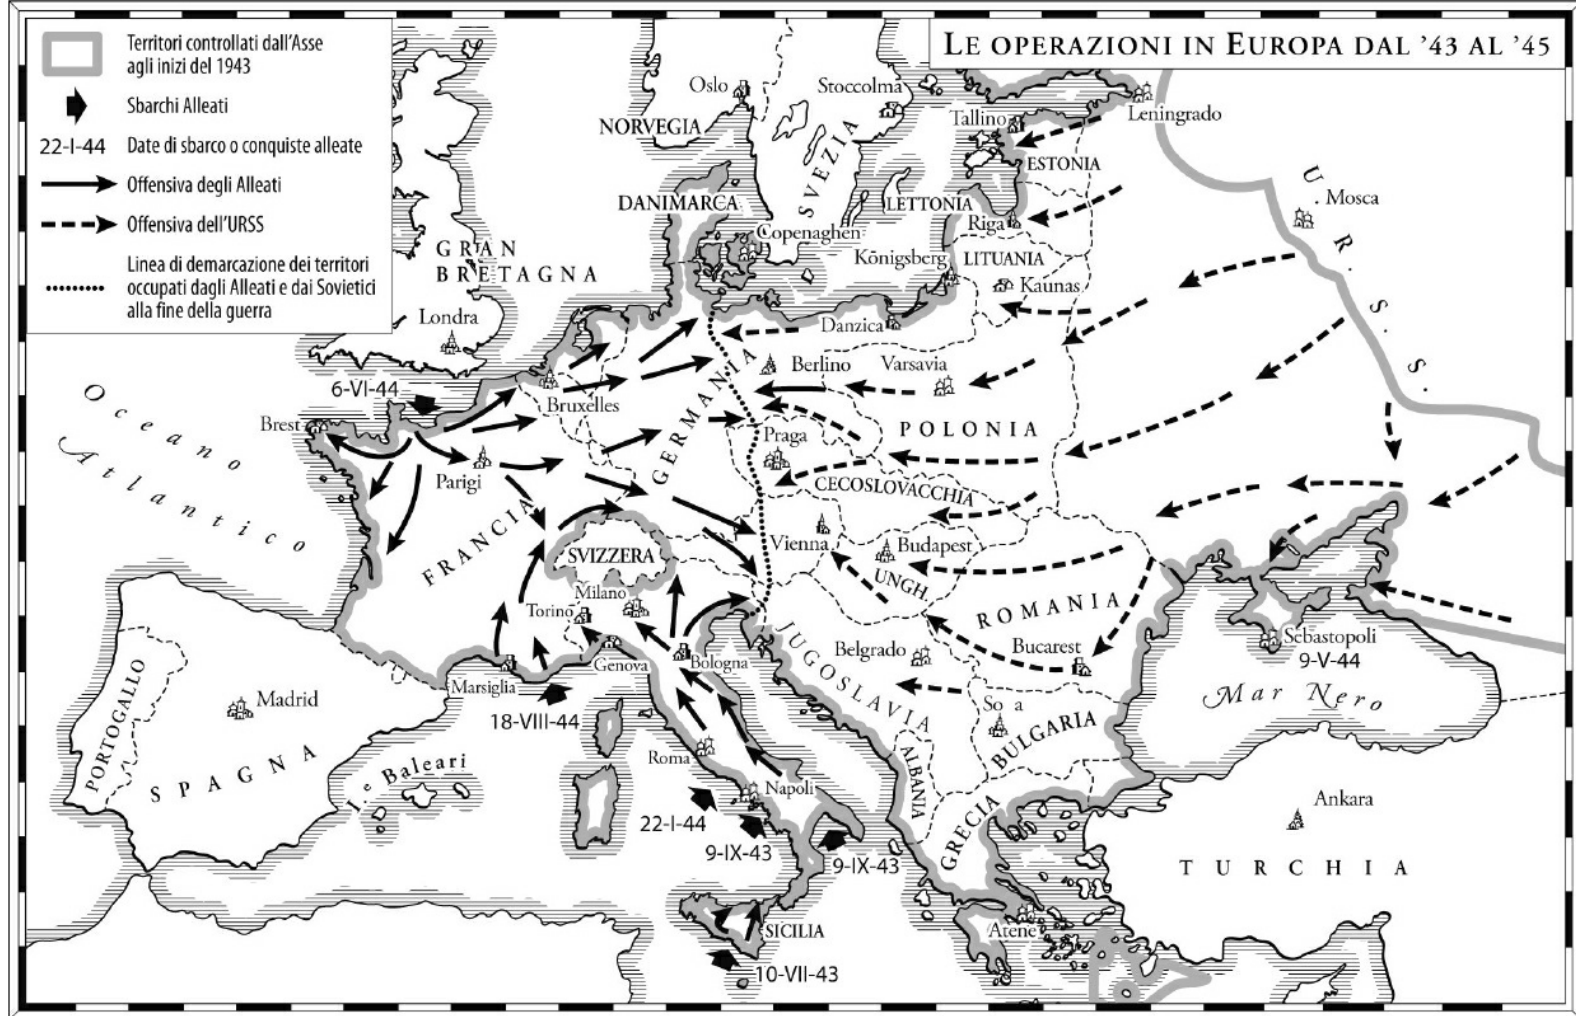 LE OPERAZIONI IN EUROPA DAL '43 AL '45
Territori controllati dall'Asse
agli inizi del 1943
Sbarchi Alleati
22-I-44 Date di sbarco o conquiste alleate
Offensiva degli Alleati
Offensiva dell'URSS
Linea di demarcazione dei territori
occupati dagli Alleati e dai Sovietici
alla fine della guerra
Oslo
Stoccolma
NORVEGIA
SVEZIA
Tallino
Leningrado
ESTONIA
U. R. S. S.
Mosca
DANIMARCA
LETTONIA
Riga
Copenaghen
GRAN
BRETAGNA
Königsberg
LITUANIA
Kaunas
Londra
Danzica
Berlino
Varsavia
6-VI-44
Bruxelles
Brest
Oceano
Atlantico
GERMANIA
POLONIA
Praga
Parigi
CECOSLOVACCHIA
FRANCIA
Vienna
Budapest
SVIZZERA
UNGH.
Milano
Torino
ROMANIA
Sebastopoli
9-V-44
Genova
Bologna
JUGOSLAVIA
Belgrado
Bucarest
Marsiglia
18-VIII-44
Mar Nero
PORTOGALLO
Madrid
SPAGNA
So a
BULGARIA
Roma
I.e Baleari
ALBANIA
Napoli
22-I-44
9-IX-43
9-IX-43
GRECIA
Ankara
TURCHIA
SICILIA
Atene
10-VII-43